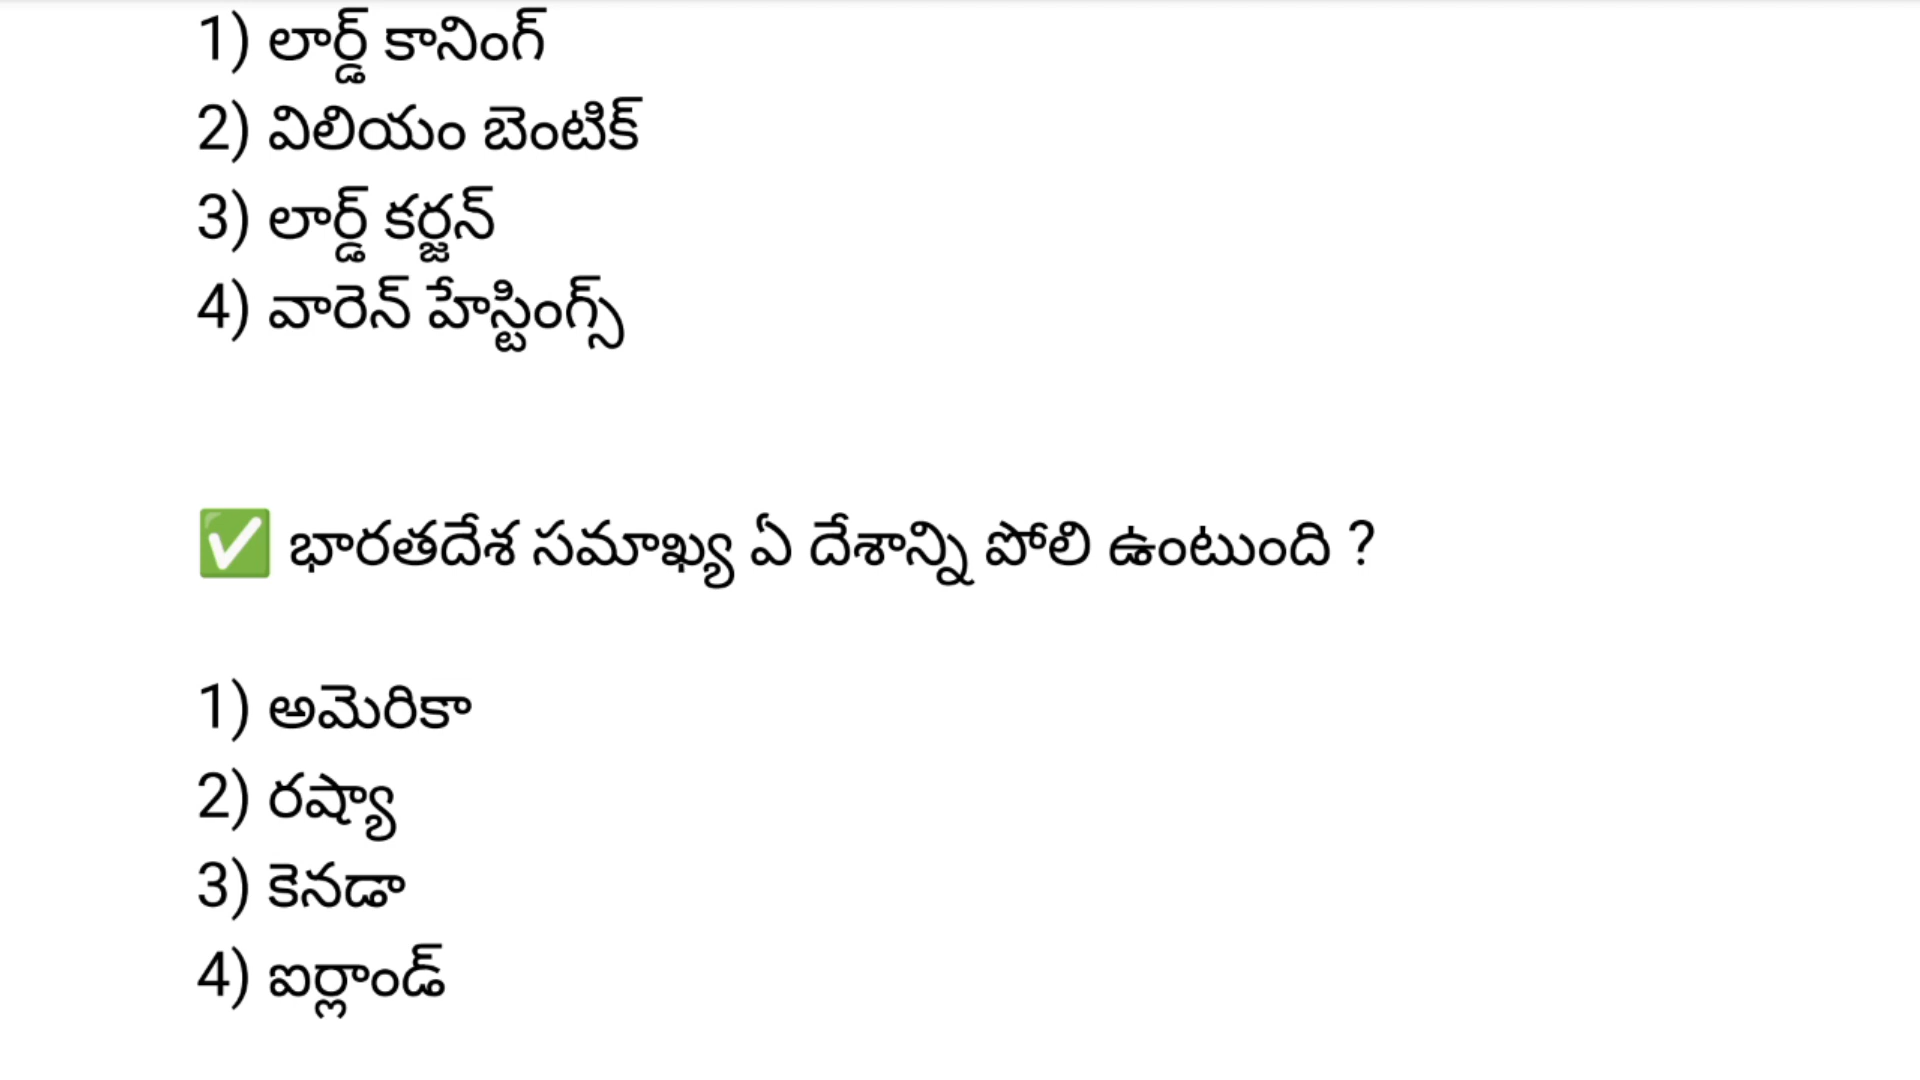 1) లార్డ్ కానింగ్
2) విలియం బెంటిక్
3) లార్డ్ కర్జన్
4) వారెన్ హేస్టింగ్స్
✅ భారతదేశ సమాఖ్య ఏ దేశాన్ని పోలి ఉంటుంది ?
1) అమెరికా
2) రష్యా
3) కెనడా
4) ఐర్లాండ్